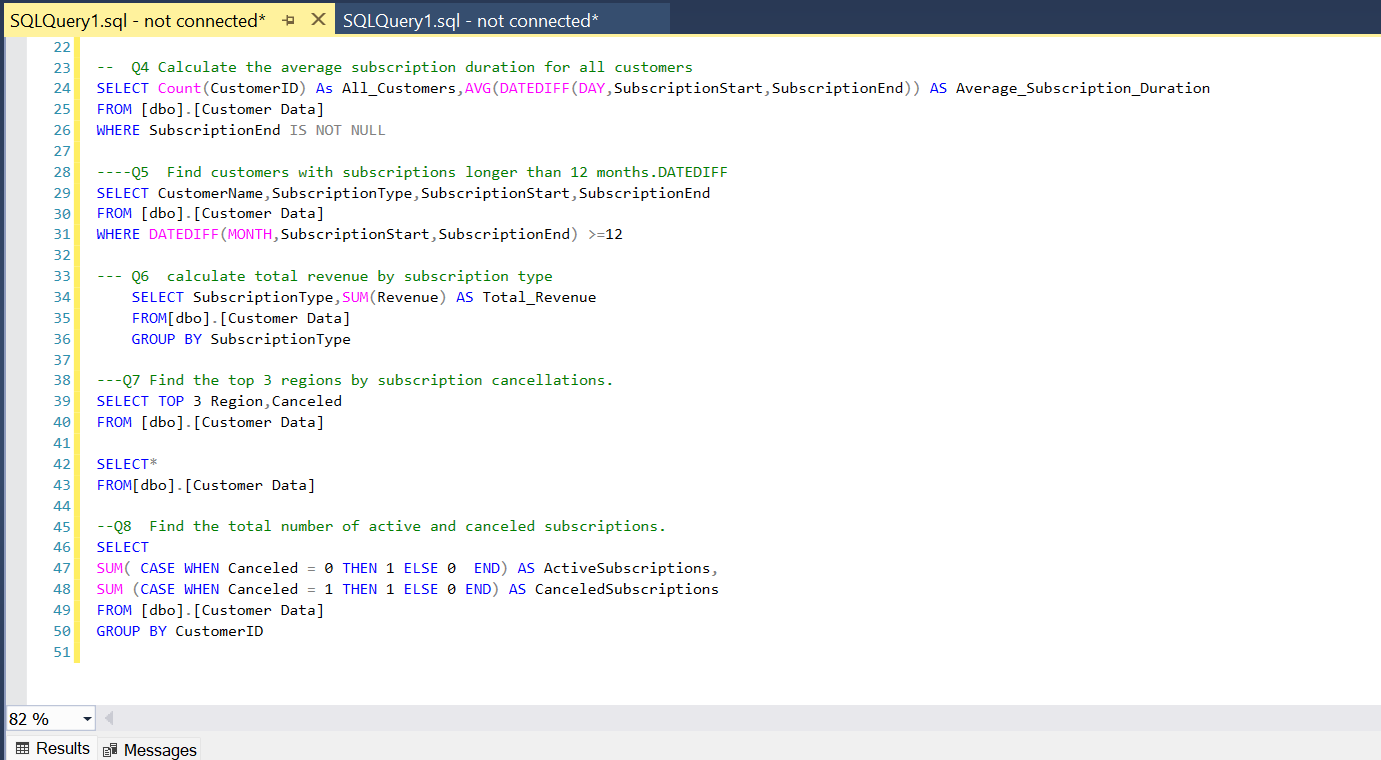 SQLQuery1.sql - not connected* SQLQuery1.sql - not connected*
22
23 --  Q4 Calculate the average subscription duration for all customers
24 SELECT Count(CustomerID) As All_Customers,AVG(DATEDIFF(DAY,SubscriptionStart,SubscriptionEnd)) AS Average_Subscription_Duration
25 FROM [dbo].[Customer Data]
26 WHERE SubscriptionEnd IS NOT NULL
27
28 ----Q5  Find customers with subscriptions longer than 12 months.DATEDIFF
29 SELECT CustomerName,SubscriptionType,SubscriptionStart,SubscriptionEnd
30 FROM [dbo].[Customer Data]
31 WHERE DATEDIFF(MONTH,SubscriptionStart,SubscriptionEnd) >=12
32
33 --- Q6  calculate total revenue by subscription type
34     SELECT SubscriptionType,SUM(Revenue) AS Total_Revenue
35     FROM[dbo].[Customer Data]
36     GROUP BY SubscriptionType
37
38 ---Q7 Find the top 3 regions by subscription cancellations.
39 SELECT TOP 3 Region,Canceled
40 FROM [dbo].[Customer Data]
41
42 SELECT*
43 FROM[dbo].[Customer Data]
44
45 --Q8  Find the total number of active and canceled subscriptions.
46 SELECT
47 SUM( CASE WHEN Canceled = 0 THEN 1 ELSE 0  END) AS ActiveSubscriptions,
48 SUM (CASE WHEN Canceled = 1 THEN 1 ELSE 0 END) AS CanceledSubscriptions
49 FROM [dbo].[Customer Data]
50 GROUP BY CustomerID
51
82 %
Results Messages